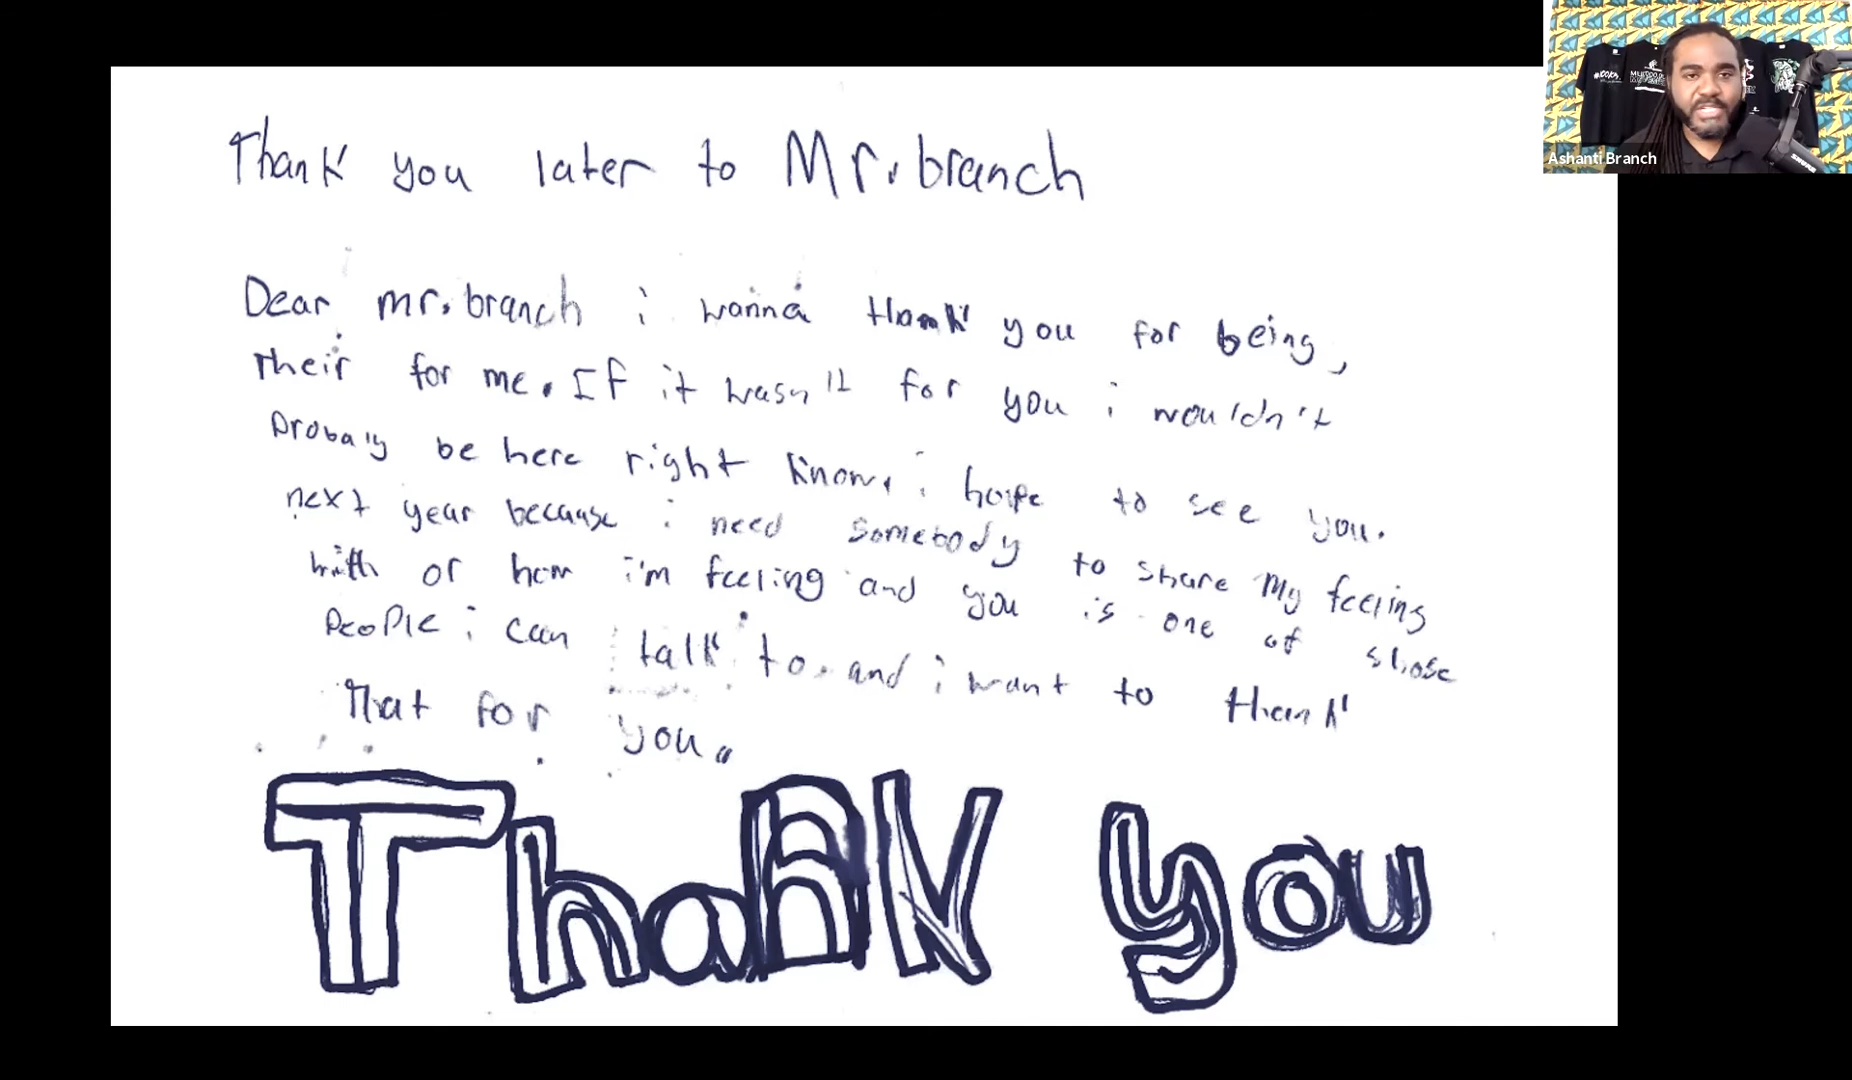 Thank you later to Mr. branch
Ashanti Branch
Dear mr. branch i wanna thank you for being,
Their for me. If it wasn't for you i wouldn't
probaly be here right know. i hope to see you.
next year because i need somebody to share my feeling
with or how i'm feeling and you is one of those
people i can talk to. and i want to thank
that for you.
Thank you